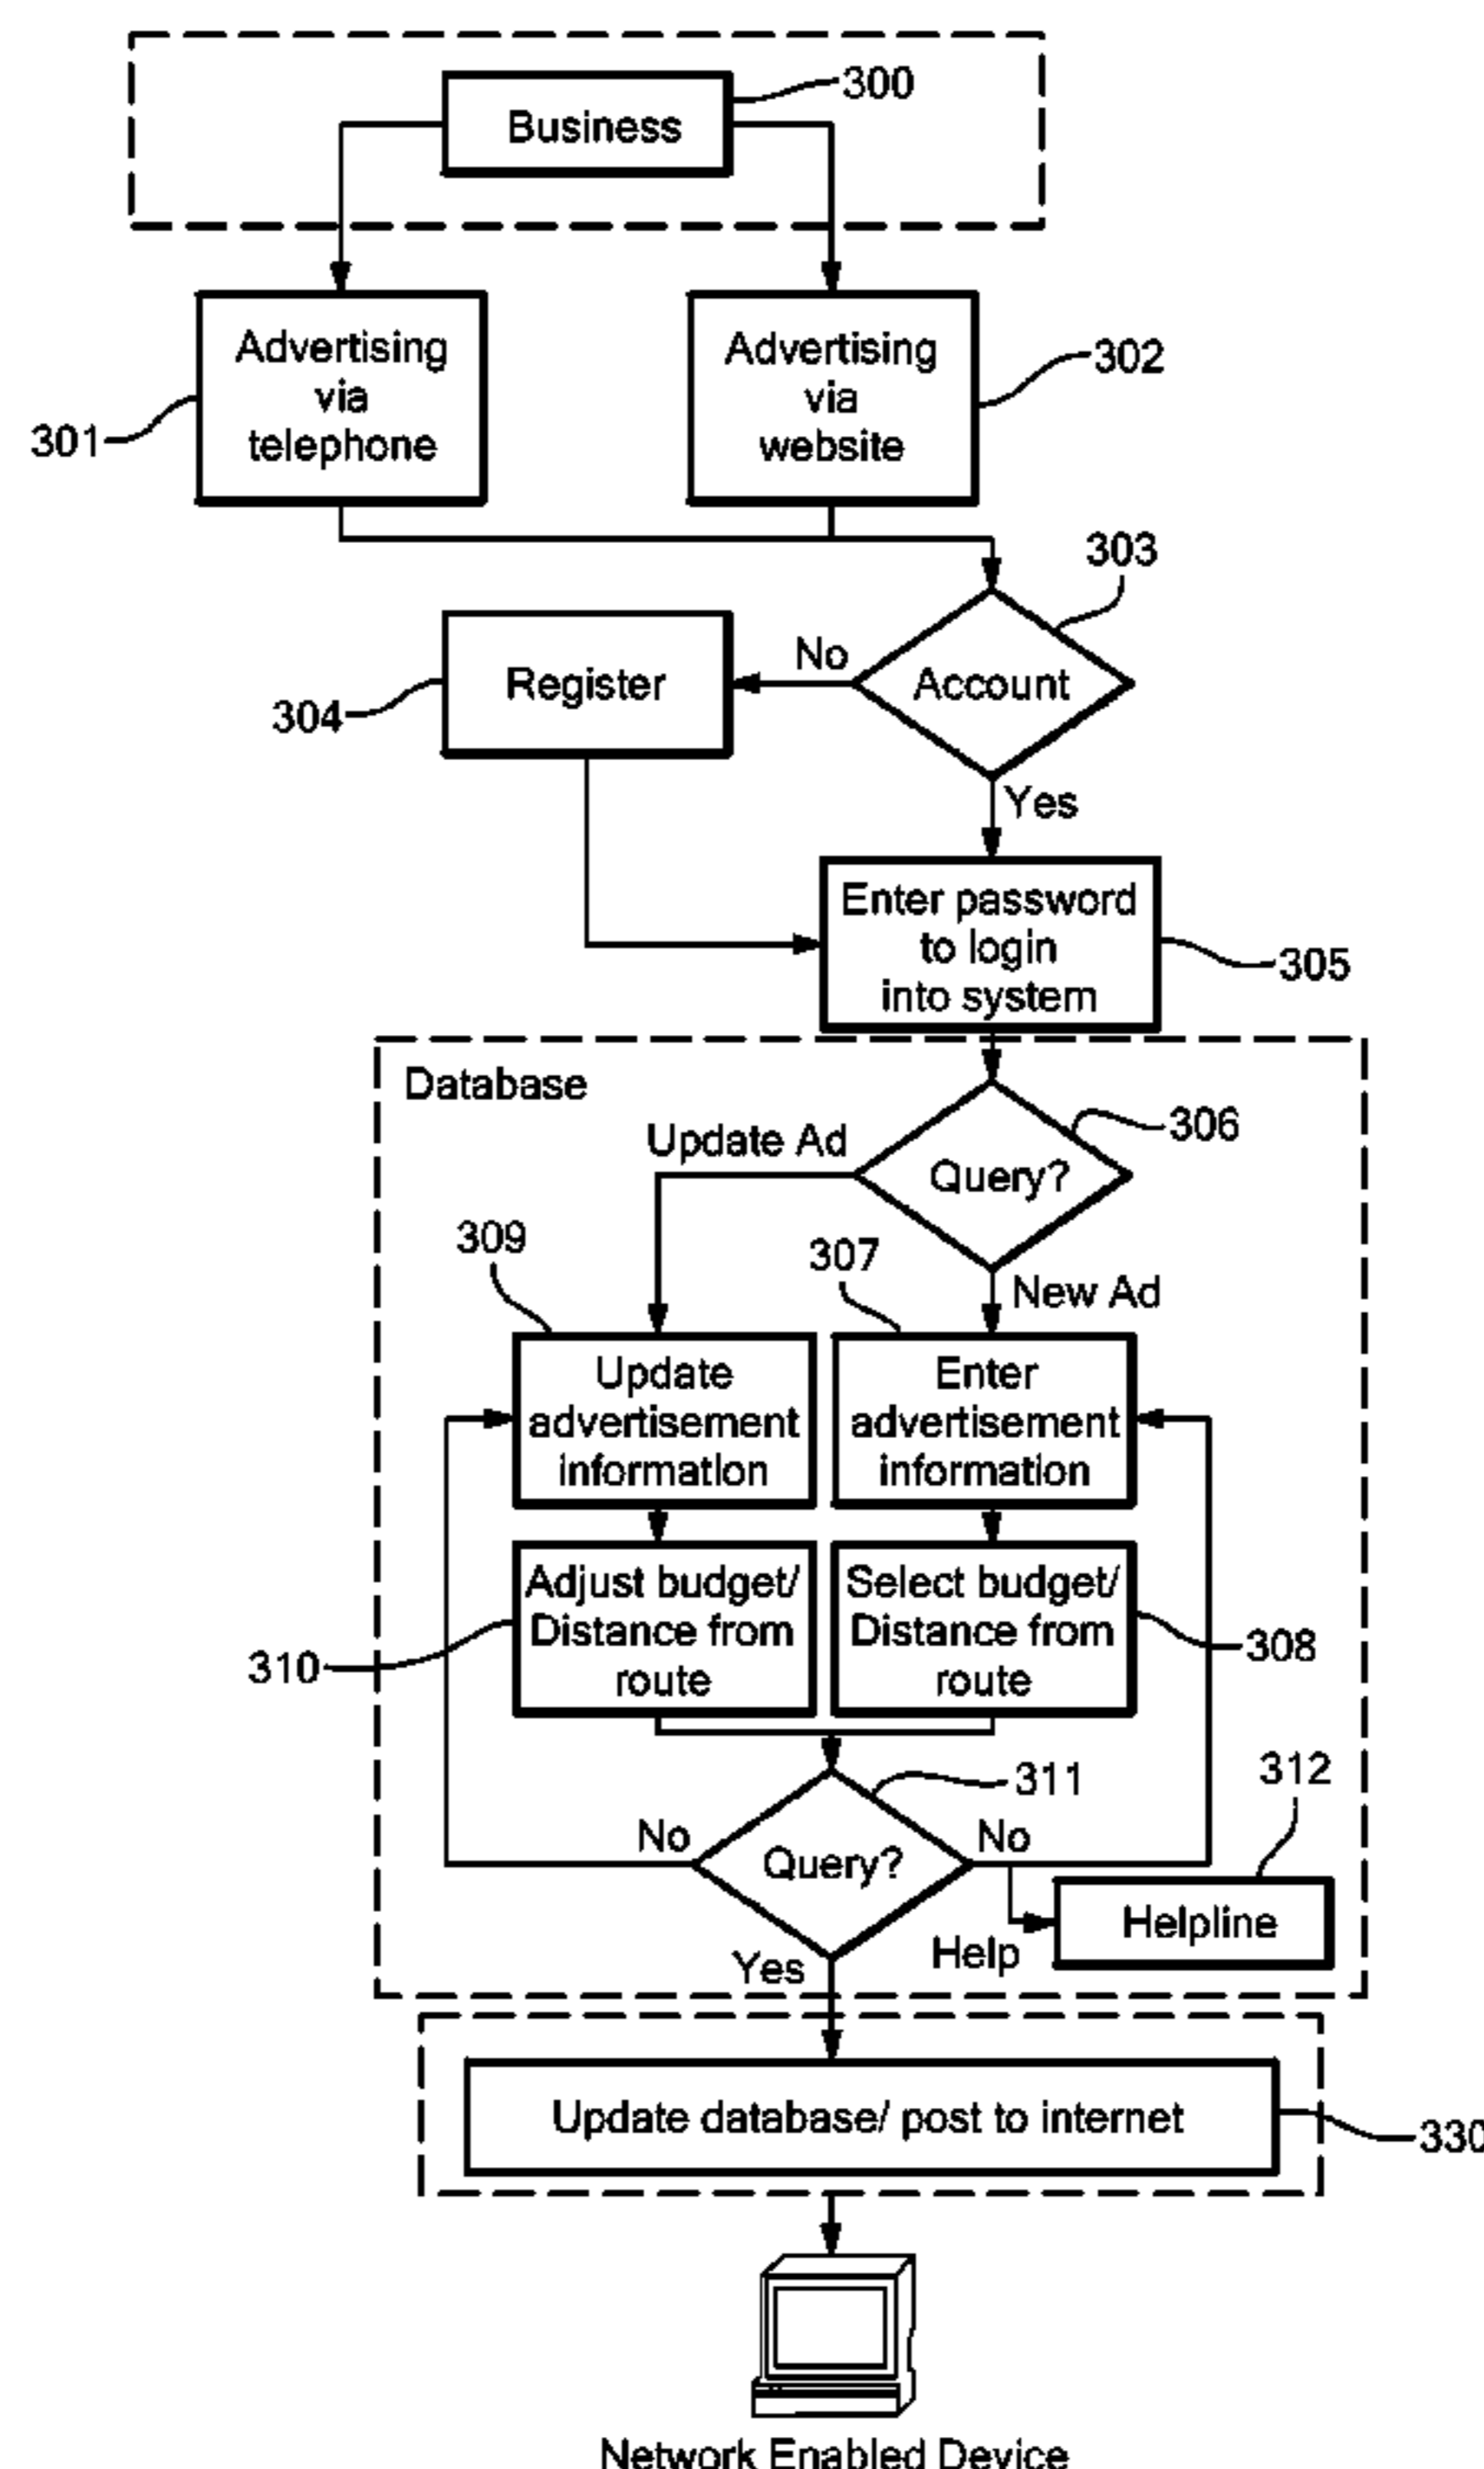 300
Business
Advertising
via
telephone
301
Advertising
via
website
302
303
Account
No
Register
304
Yes
Enter password
to login
into system
305
Database
306
Query?
Update Ad
New Ad
309
307
Update
advertisement
information
Enter
advertisement
information
Adjust budget/
Distance from
route
310
Select budget/
Distance from
route
308
311
312
No
Query?
No
Help
Helpline
Yes
Update database/ post to internet
330
Network Enabled Device